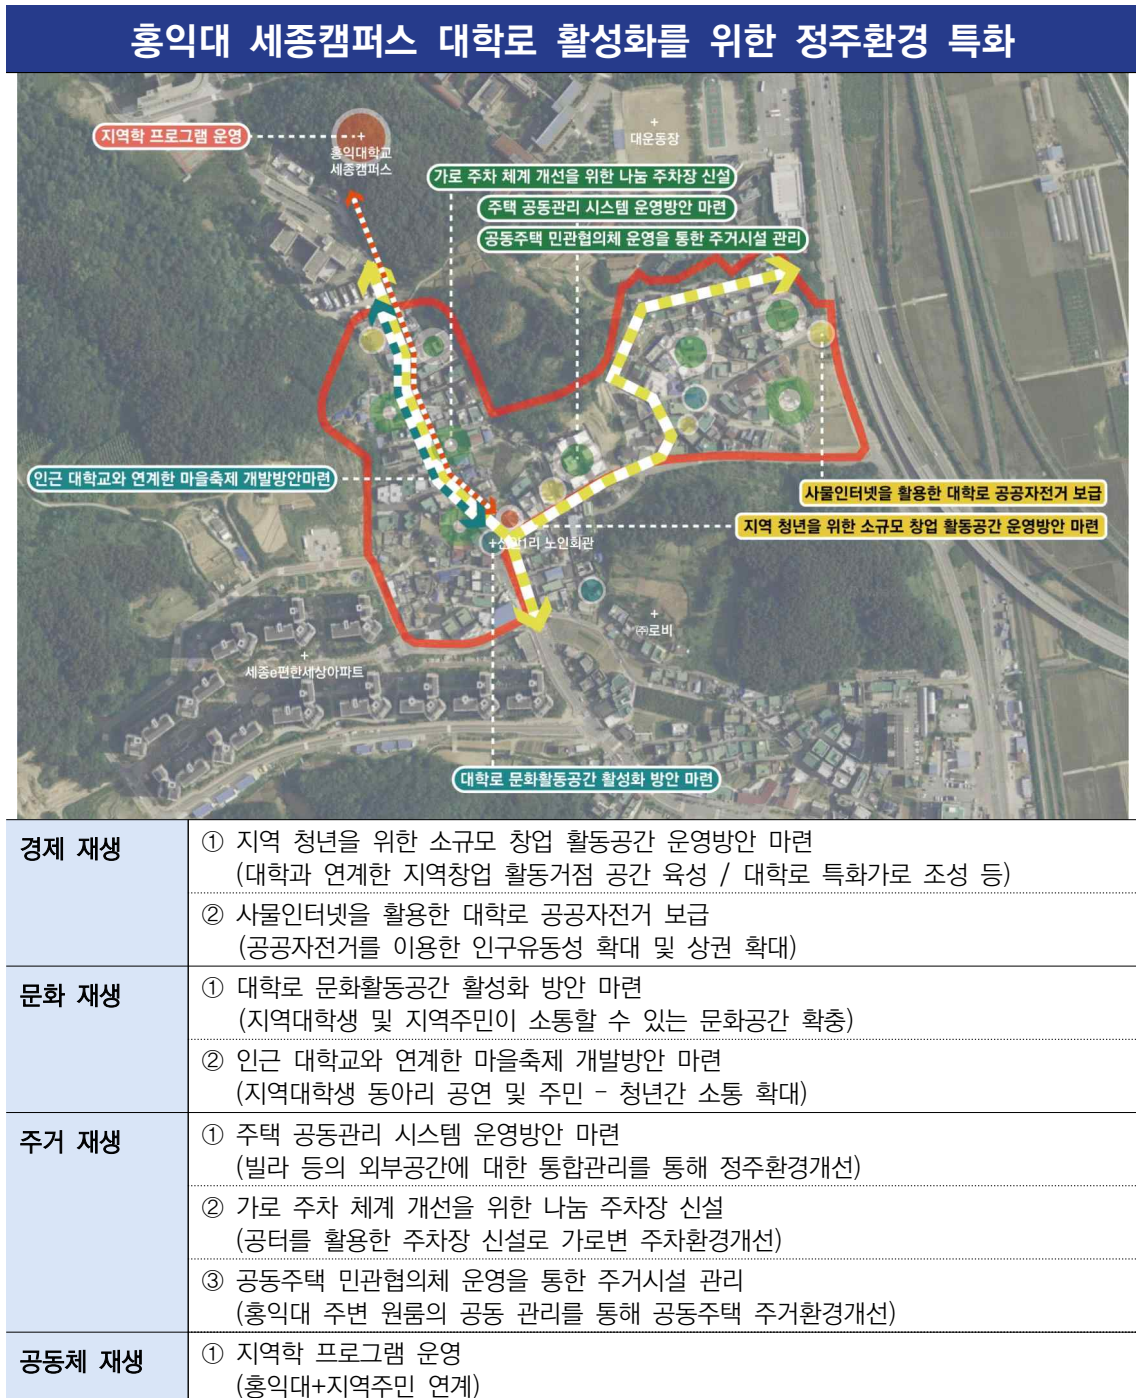 홍익대 세종캠퍼스 대학로 활성화를 위한 정주환경 특화
지역학 프로그램 운영
홍익대학교
세종캠퍼스
대운동장
가로 주차 체계 개선을 위한 나눔 주차장 신설
주택 공동관리 시스템 운영방안 마련
공동주택 민관협의체 운영을 통한 주거시설 관리
인근 대학교와 연계한 마을축제 개발방안마련
사물인터넷을 활용한 대학로 공공자전거 보급
지역 청년을 위한 소규모 창업 활동공간 운영방안 마련
신안1리 노인회관
㈜로비
세종e편한세상아파트
대학로 문화활동공간 활성화 방안 마련
경제 재생
① 지역 청년을 위한 소규모 창업 활동공간 운영방안 마련
(대학과 연계한 지역창업 활동거점 공간 육성 / 대학로 특화가로 조성 등)
② 사물인터넷을 활용한 대학로 공공자전거 보급
(공공자전거를 이용한 인구유동성 확대 및 상권 확대)
문화 재생
① 대학로 문화활동공간 활성화 방안 마련
(지역대학생 및 지역주민이 소통할 수 있는 문화공간 확충)
② 인근 대학교와 연계한 마을축제 개발방안 마련
(지역대학생 동아리 공연 및 주민 - 청년간 소통 확대)
주거 재생
① 주택 공동관리 시스템 운영방안 마련
(빌라 등의 외부공간에 대한 통합관리를 통해 정주환경개선)
② 가로 주차 체계 개선을 위한 나눔 주차장 신설
(공터를 활용한 주차장 신설로 가로변 주차환경개선)
③ 공동주택 민관협의체 운영을 통한 주거시설 관리
(홍익대 주변 원룸의 공동 관리를 통해 공동주택 주거환경개선)
공동체 재생
① 지역학 프로그램 운영
(홍익대+지역주민 연계)